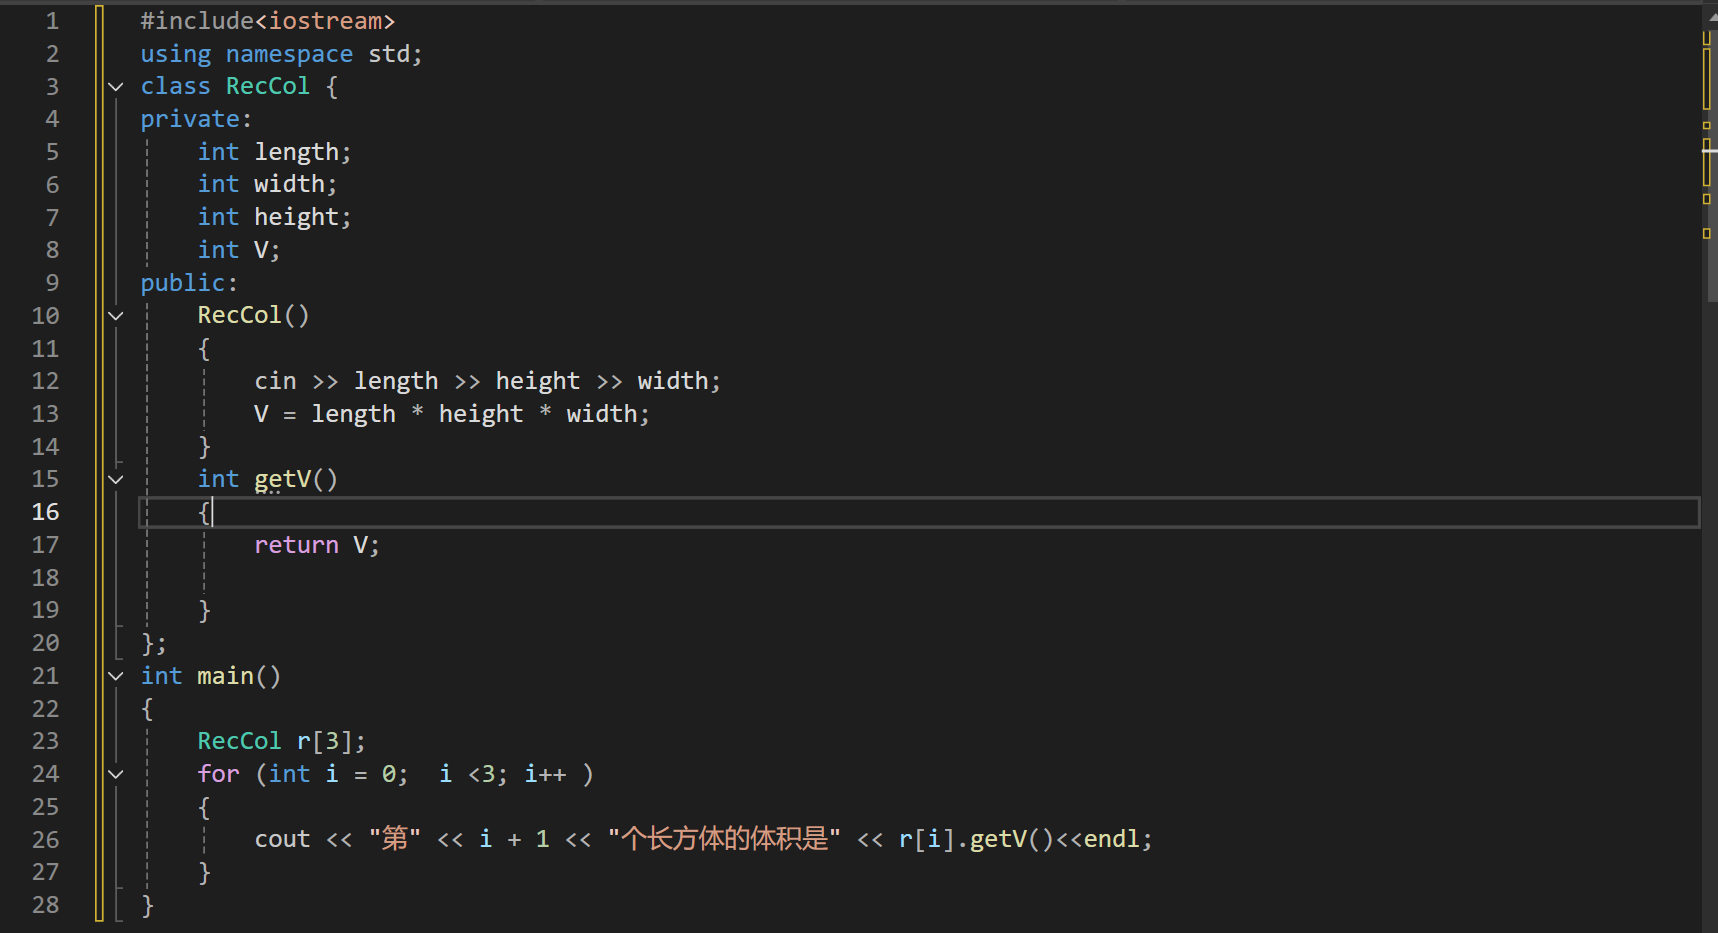 1 #include<iostream>
2 using namespace std;
3 class RecCol {
4 private:
5     int length;
6     int width;
7     int height;
8     int V;
9 public:
10     RecCol()
11     {
12         cin >> length >> height >> width;
13         V = length * height * width;
14     }
15     int getV()
16     {
17         return V;
18
19     }
20 };
21 int main()
22 {
23     RecCol r[3];
24     for (int i = 0;  i <3; i++ )
25     {
26         cout << "第" << i + 1 << "个长方体的体积是" << r[i].getV()<<endl;
27     }
28 }